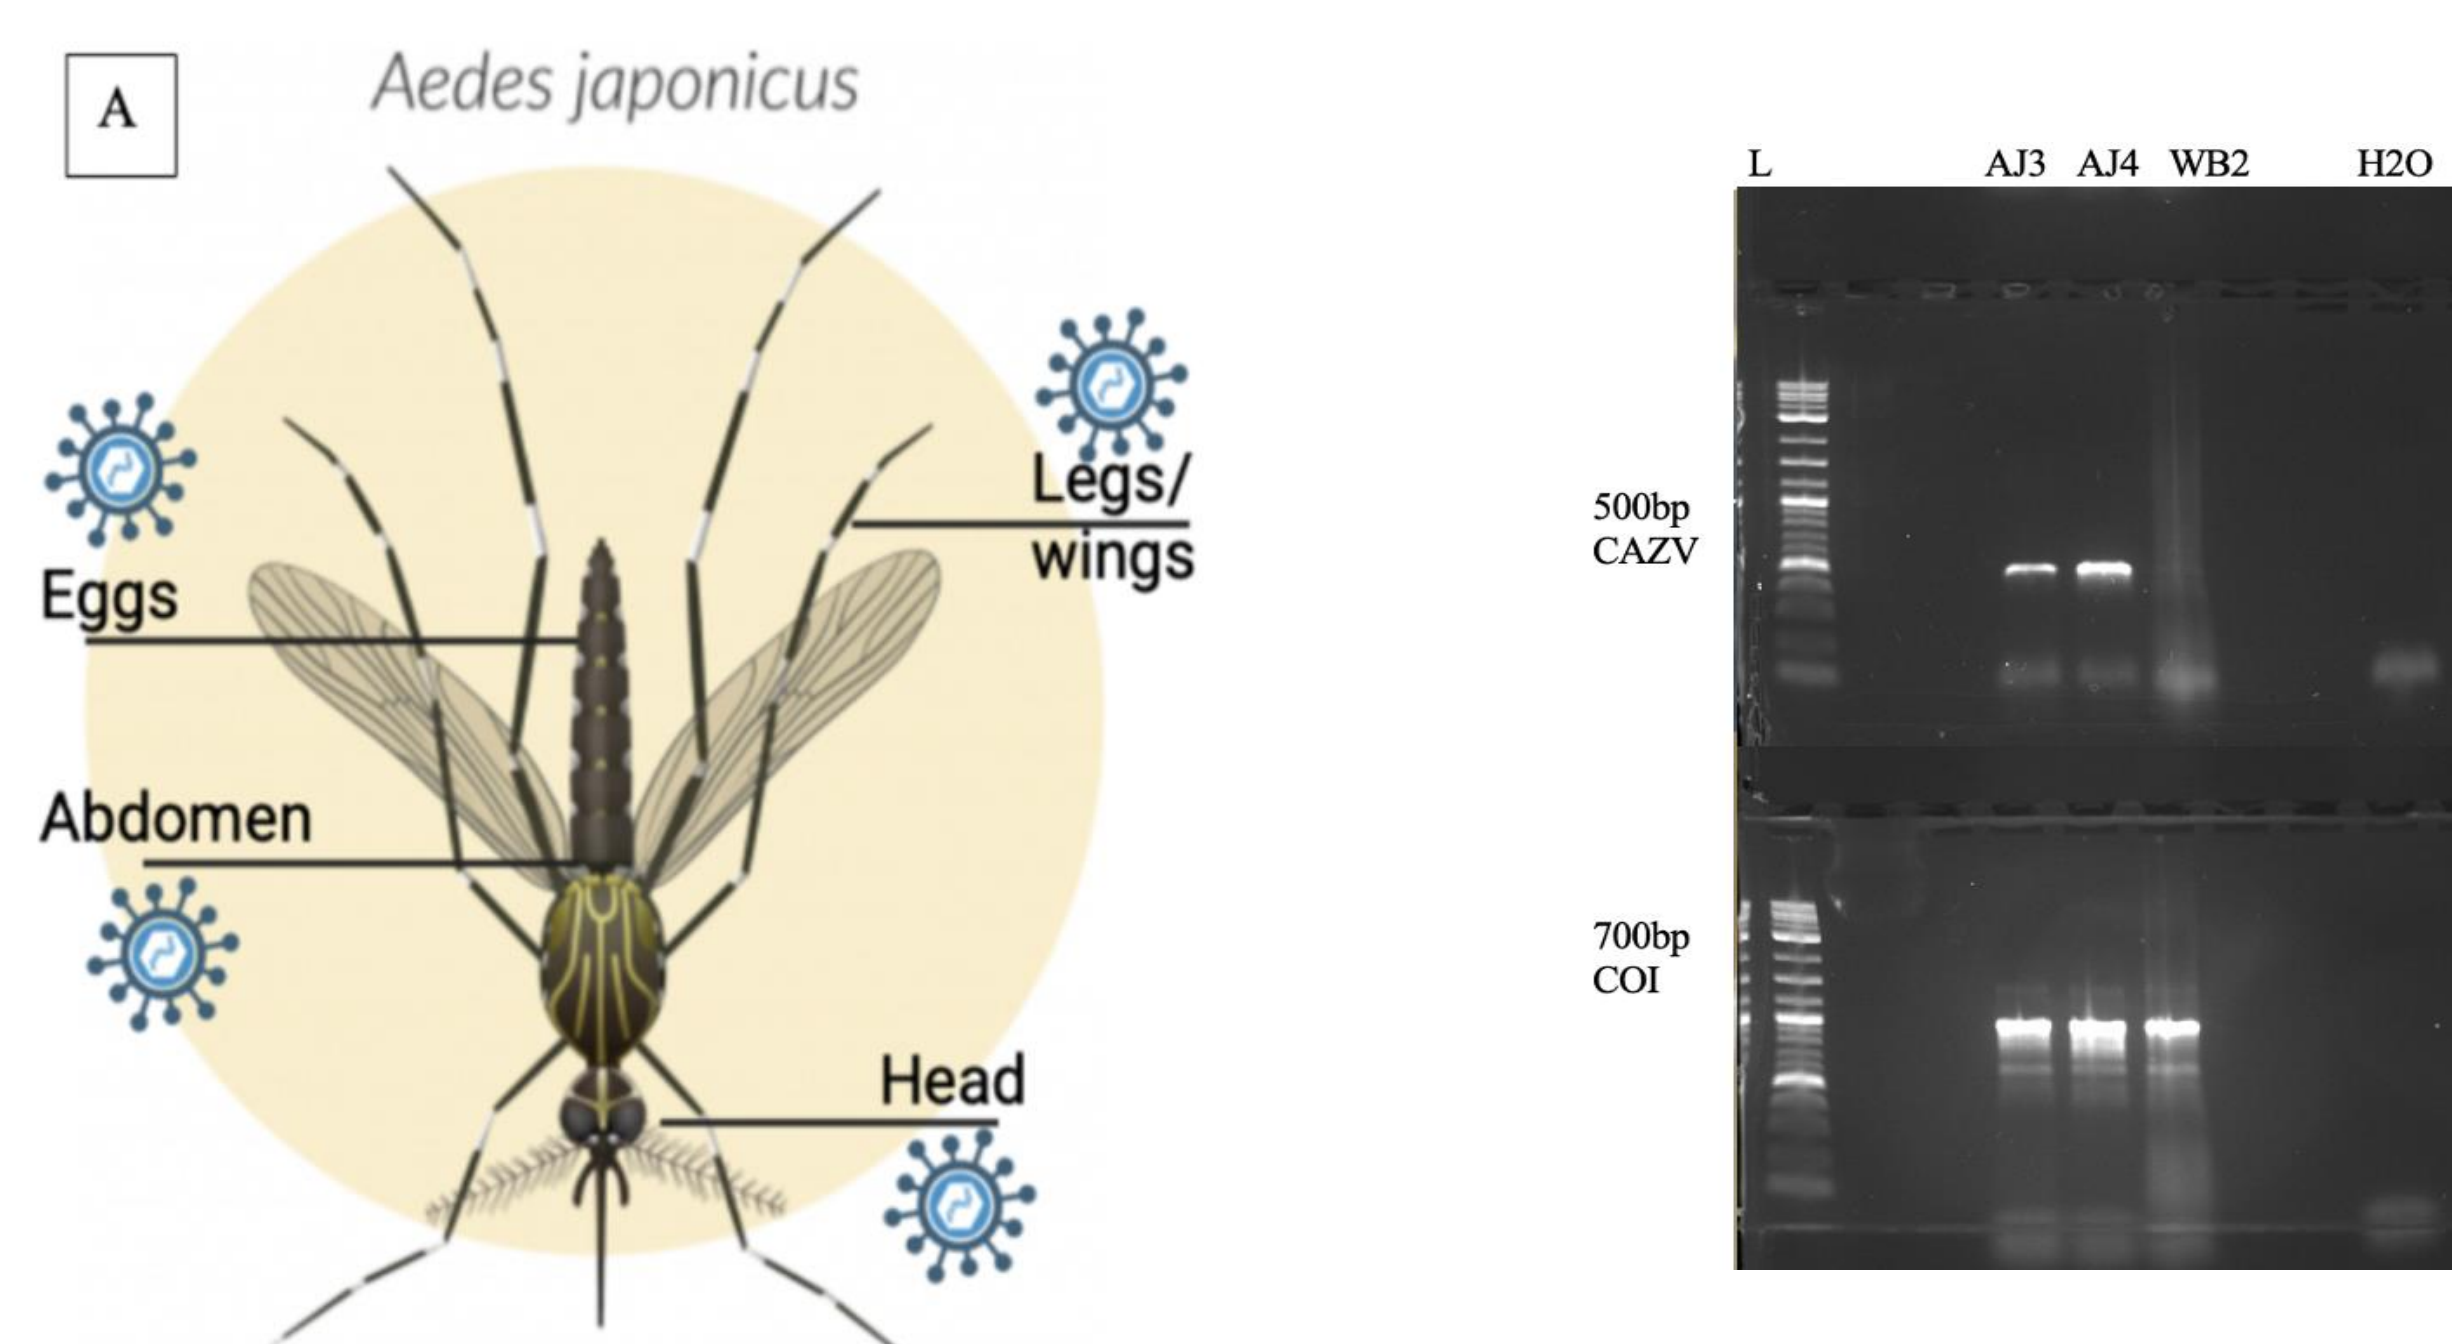 A
Aedes japonicus
Legs/
wings
Eggs
Abdomen
Head
L AJ3 AJ4 WB2 H2O
500bp
CAZV
700bp
COI